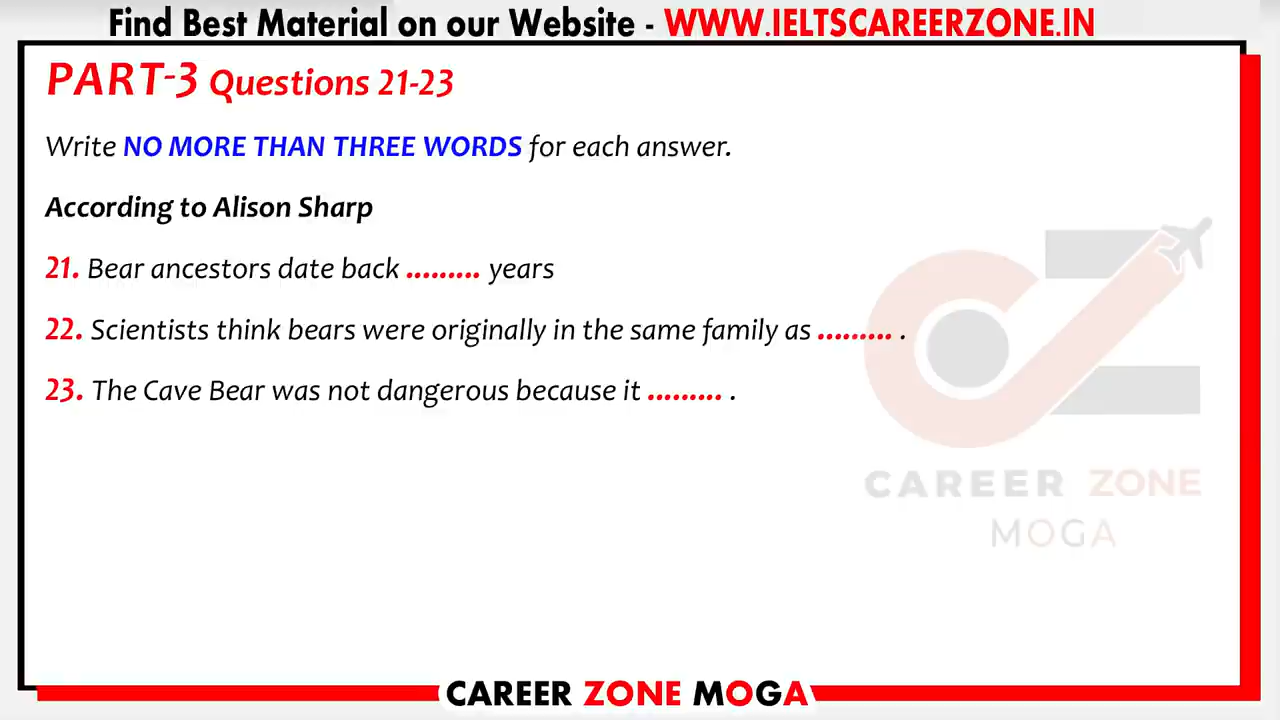 Find Best Material on our Website - WWW.IELTSCAREERZONE.IN
PART-3 Questions 21-23
Write NO MORE THAN THREE WORDS for each answer.
According to Alison Sharp
21. Bear ancestors date back ......... years
22. Scientists think bears were originally in the same family as ......... .
23. The Cave Bear was not dangerous because it ......... .
CAREER ZONE
MOGA
CAREER ZONE MOGA